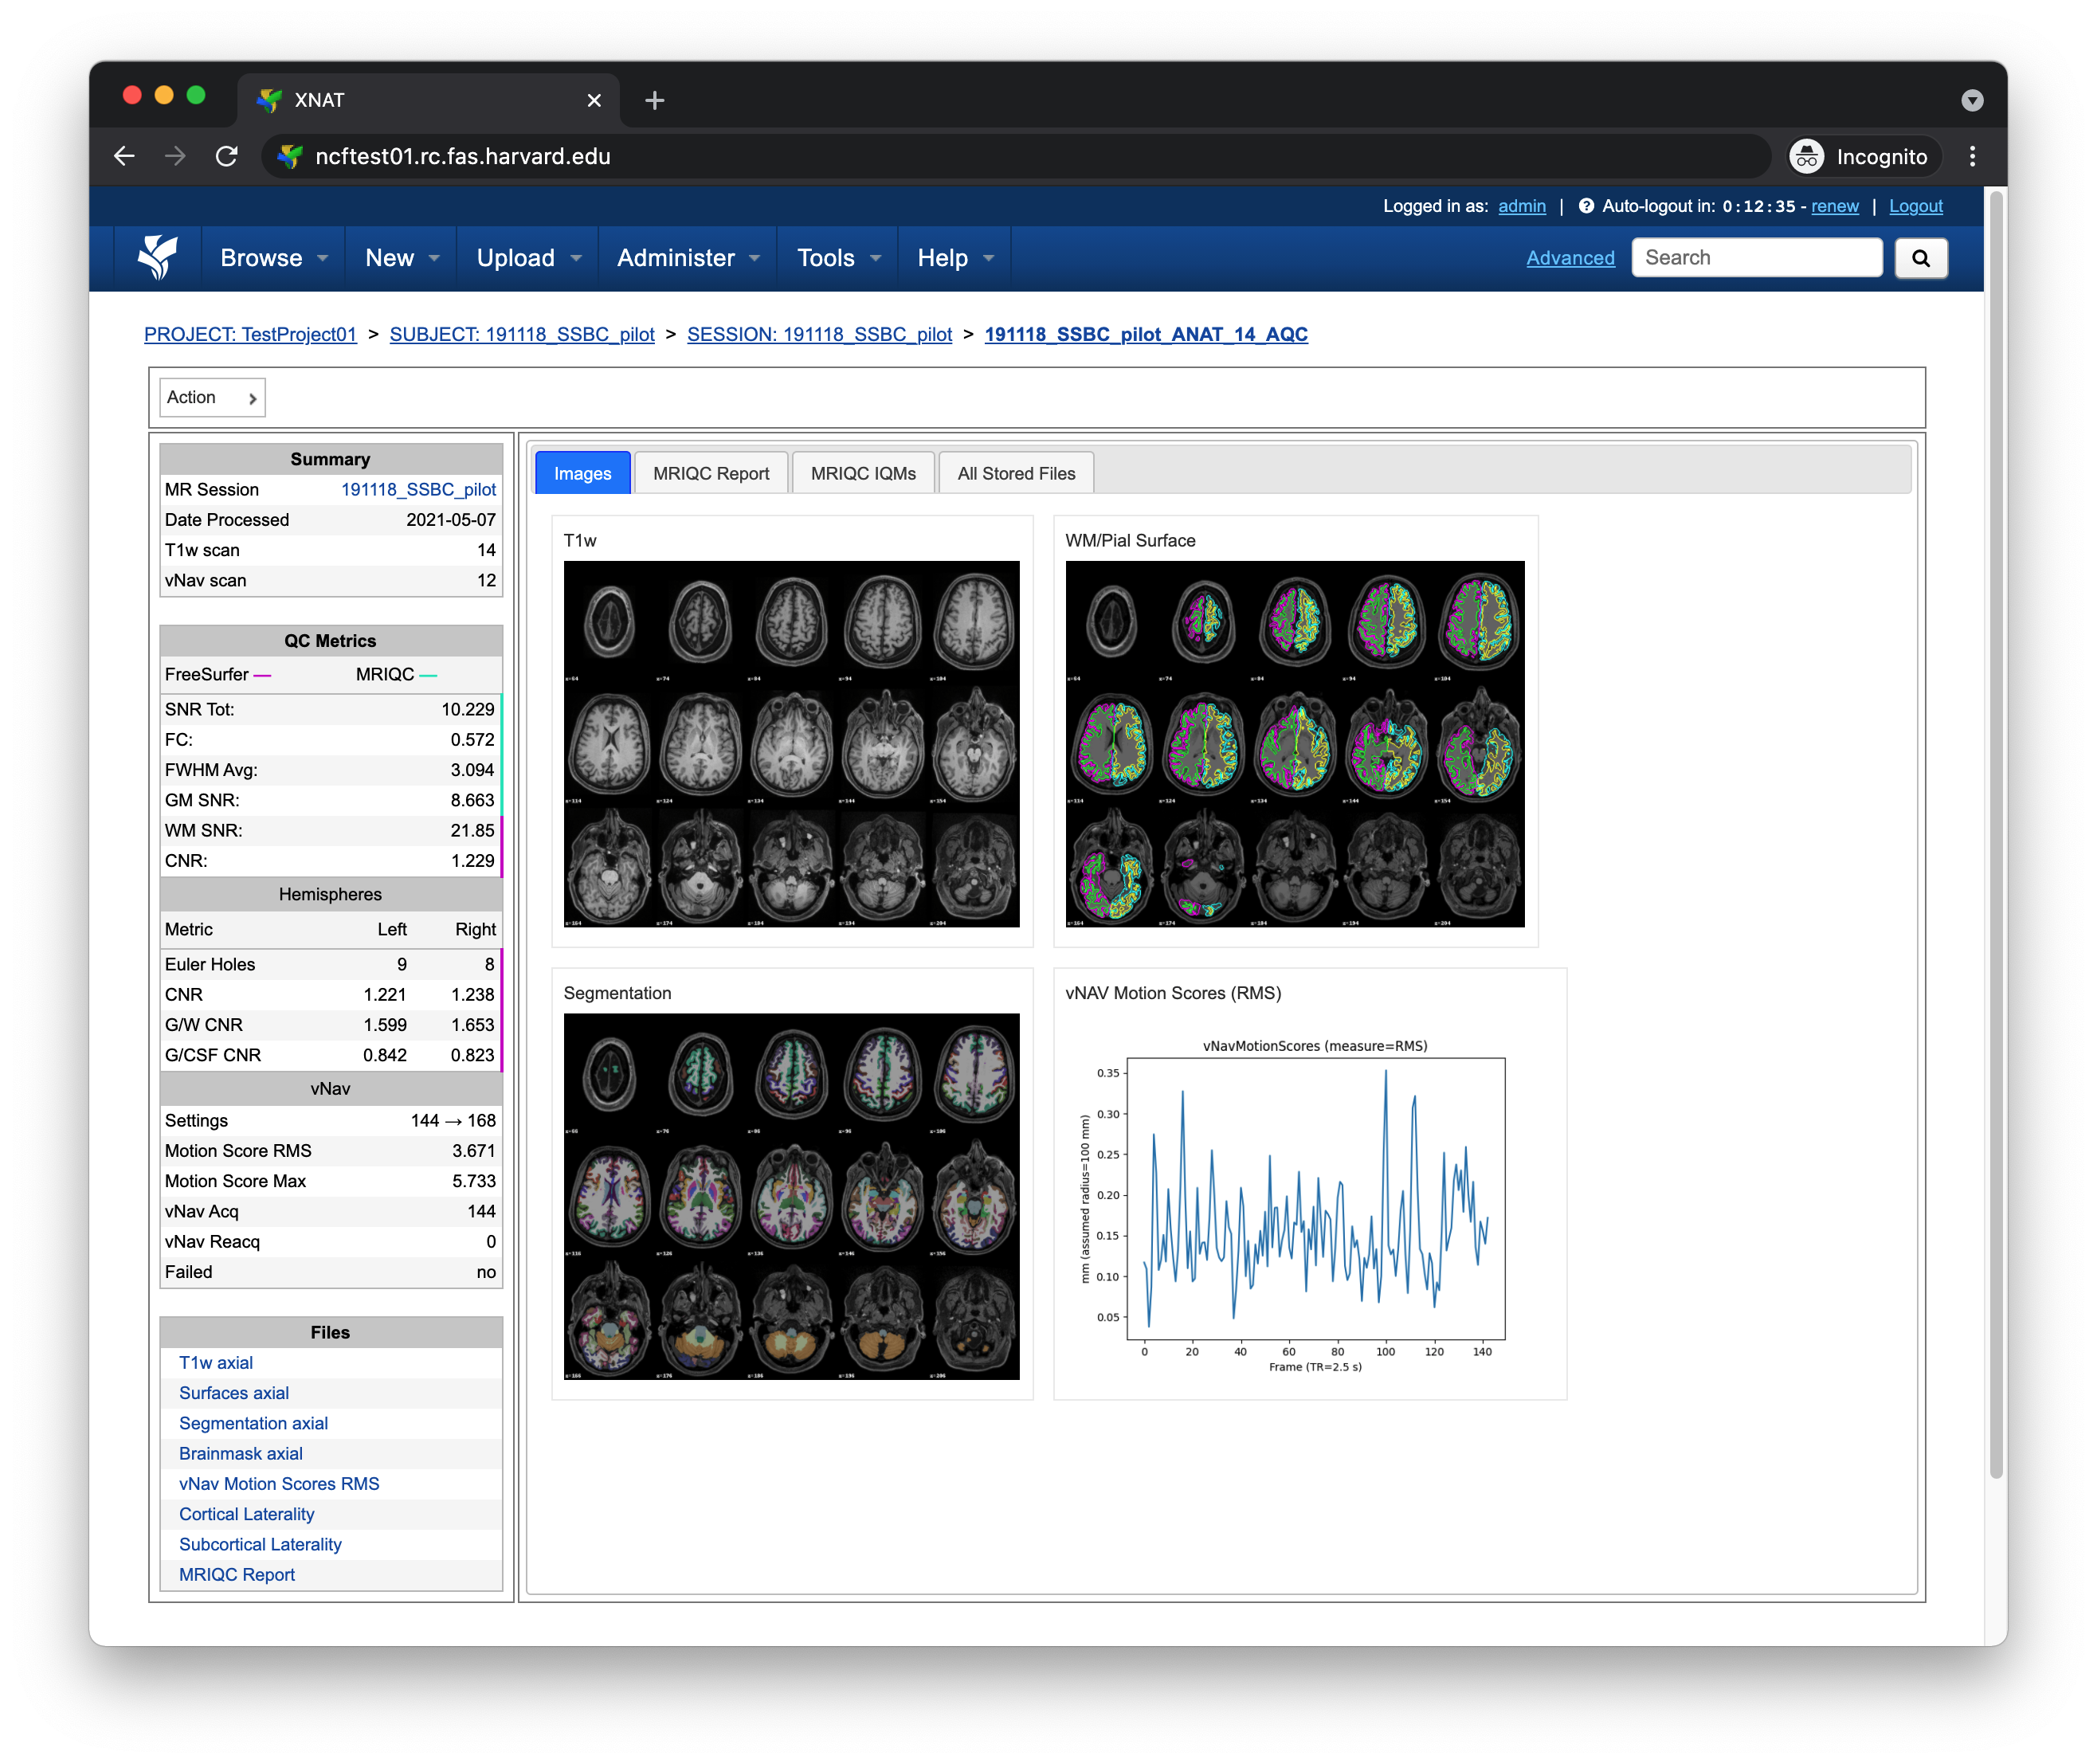 XNAT
ncftest01.rc.fas.harvard.edu
Incognito
Logged in as: admin | Auto-logout in: 0:12:35 - renew | Logout
Browse New Upload Administer Tools Help Advanced Search
PROJECT: TestProject01 > SUBJECT: 191118_SSBC_pilot > SESSION: 191118_SSBC_pilot > 191118_SSBC_pilot_ANAT_14_AQC
Action
Summary
MR Session 191118_SSBC_pilot
Date Processed 2021-05-07
T1w scan 14
vNav scan 12
QC Metrics
FreeSurfer — MRIQC —
SNR Tot: 10.229
FC: 0.572
FWHM Avg: 3.094
GM SNR: 8.663
WM SNR: 21.85
CNR: 1.229
Hemispheres
Metric Left Right
Euler Holes 9 8
CNR 1.221 1.238
G/W CNR 1.599 1.653
G/CSF CNR 0.842 0.823
vNav
Settings 144 → 168
Motion Score RMS 3.671
Motion Score Max 5.733
vNav Acq 144
vNav Reacq 0
Failed no
Files
T1w axial
Surfaces axial
Segmentation axial
Brainmask axial
vNav Motion Scores RMS
Cortical Laterality
Subcortical Laterality
MRIQC Report
Images MRIQC Report MRIQC IQMs All Stored Files
T1w
WM/Pial Surface
Segmentation
vNAV Motion Scores (RMS)
vNavMotionScores (measure=RMS)
mm (assumed radius=100 mm)
0.35
0.30
0.25
0.20
0.15
0.10
0.05
0 20 40 60 80 100 120 140
Frame (TR=2.5 s)